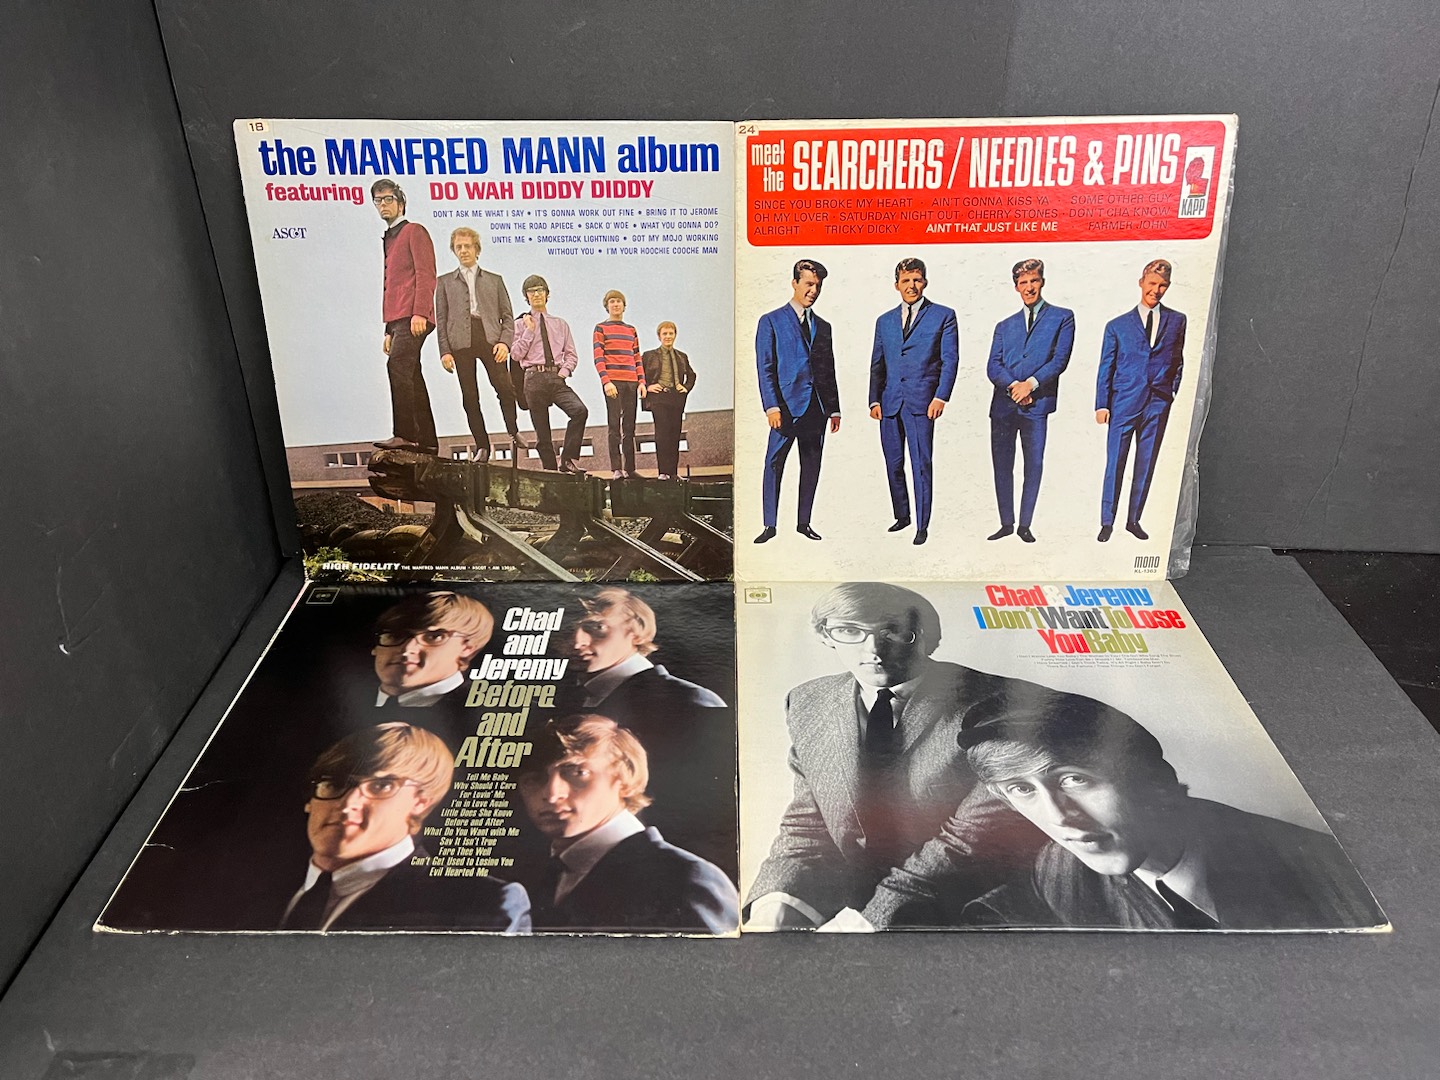 18
the MANFRED MANN album
featuring DO WAH DIDDY DIDDY
DON'T ASK ME WHAT I SAY • IT'S GONNA WORK OUT FINE • BRING IT TO JEROME
DOWN THE ROAD APIECE • SACK O' WOE • WHAT YOU GONNA DO?
UNTIE ME • SMOKESTACK LIGHTNING • GOT MY MOJO WORKING
WITHOUT YOU • I'M YOUR HOOCHIE COOCHE MAN
ASCOT
HIGH FIDELITY THE MANFRED MANN ALBUM • ASCOT • AM 13015
24
meet the SEARCHERS / NEEDLES & PINS
KAPP
SINCE YOU BROKE MY HEART · AIN'T GONNA KISS YA · SOME OTHER GUY
OH MY LOVER · SATURDAY NIGHT OUT · CHERRY STONES · DON'T CHA KNOW
ALRIGHT · TRICKY DICKY · AINT THAT JUST LIKE ME · FARMER JOHN
mono
KL-1363
Chad
and
Jeremy
Before
and
After
Tell Me Baby
Why Should I Care
For Lovin' Me
I'm in Love Again
Little Does She Know
Before and After
What Do You Want with Me
Say It Isn't True
Fare Thee Well
Can't Get Used to Losing You
Evil Hearted Me
Chad & Jeremy
I Don't Want To Lose
You Baby